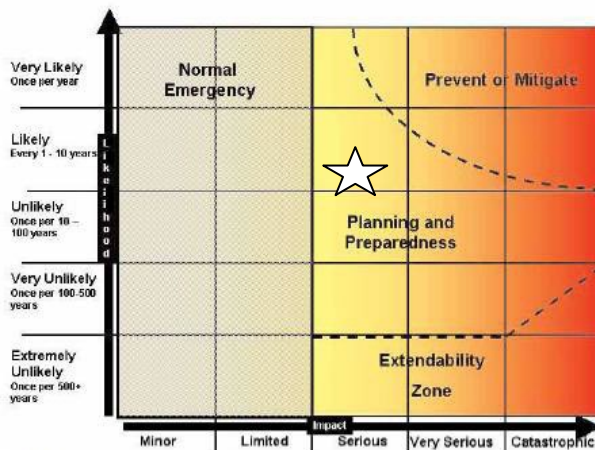 Very Likely
Once per year
Normal
Emergency
Prevent or Mitigate
Likely
Every 1 - 10 years
Likelihood
Unlikely
Once per 10 –
100 years
Planning and
Preparedness
Very Unlikely
Once per 100-500
years
Extremely
Unlikely
Once per 500+
years
Extendability
Zone
Impact
Minor
Limited
Serious
Very Serious
Catastrophic